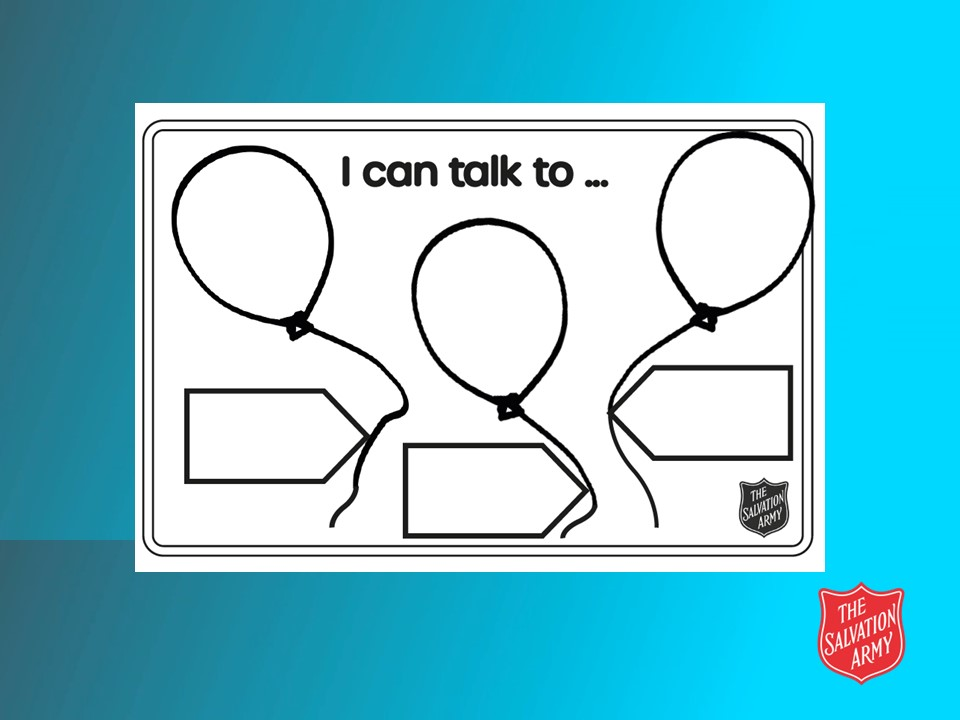 I can talk to ...
THE
SALVATION
ARMY
THE
SALVATION
ARMY